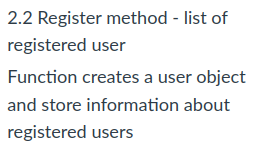 2.2 Register method - list of
registered user
Function creates a user object
and store information about
registered users